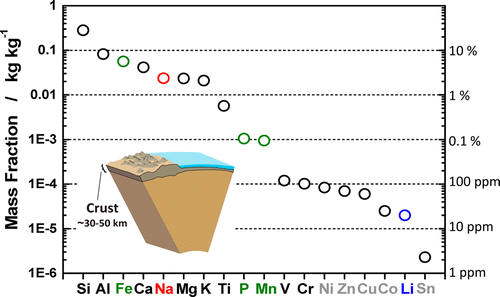 Mass Fraction / kg kg⁻¹
1
0.1
0.01
1E-3
1E-4
1E-5
1E-6
10 %
1 %
0.1 %
100 ppm
10 ppm
1 ppm
Crust
~30-50 km
Si Al Fe Ca Na Mg K Ti P Mn V Cr Ni Zn Cu Co Li Sn